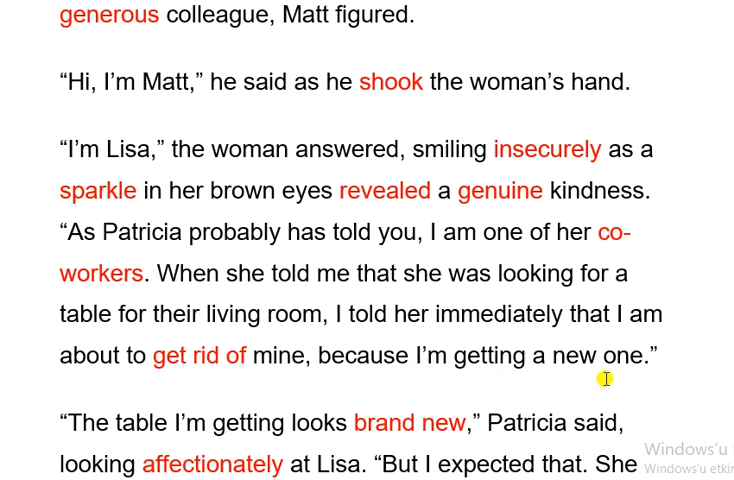 generous colleague, Matt figured.
“Hi, I’m Matt,” he said as he shook the woman’s hand.
“I’m Lisa,” the woman answered, smiling insecurely as a
sparkle in her brown eyes revealed a genuine kindness.
“As Patricia probably has told you, I am one of her co-
workers. When she told me that she was looking for a
table for their living room, I told her immediately that I am
about to get rid of mine, because I’m getting a new one.”
“The table I’m getting looks brand new,” Patricia said,
looking affectionately at Lisa. “But I expected that. She
Windows'u
Windows'u etki